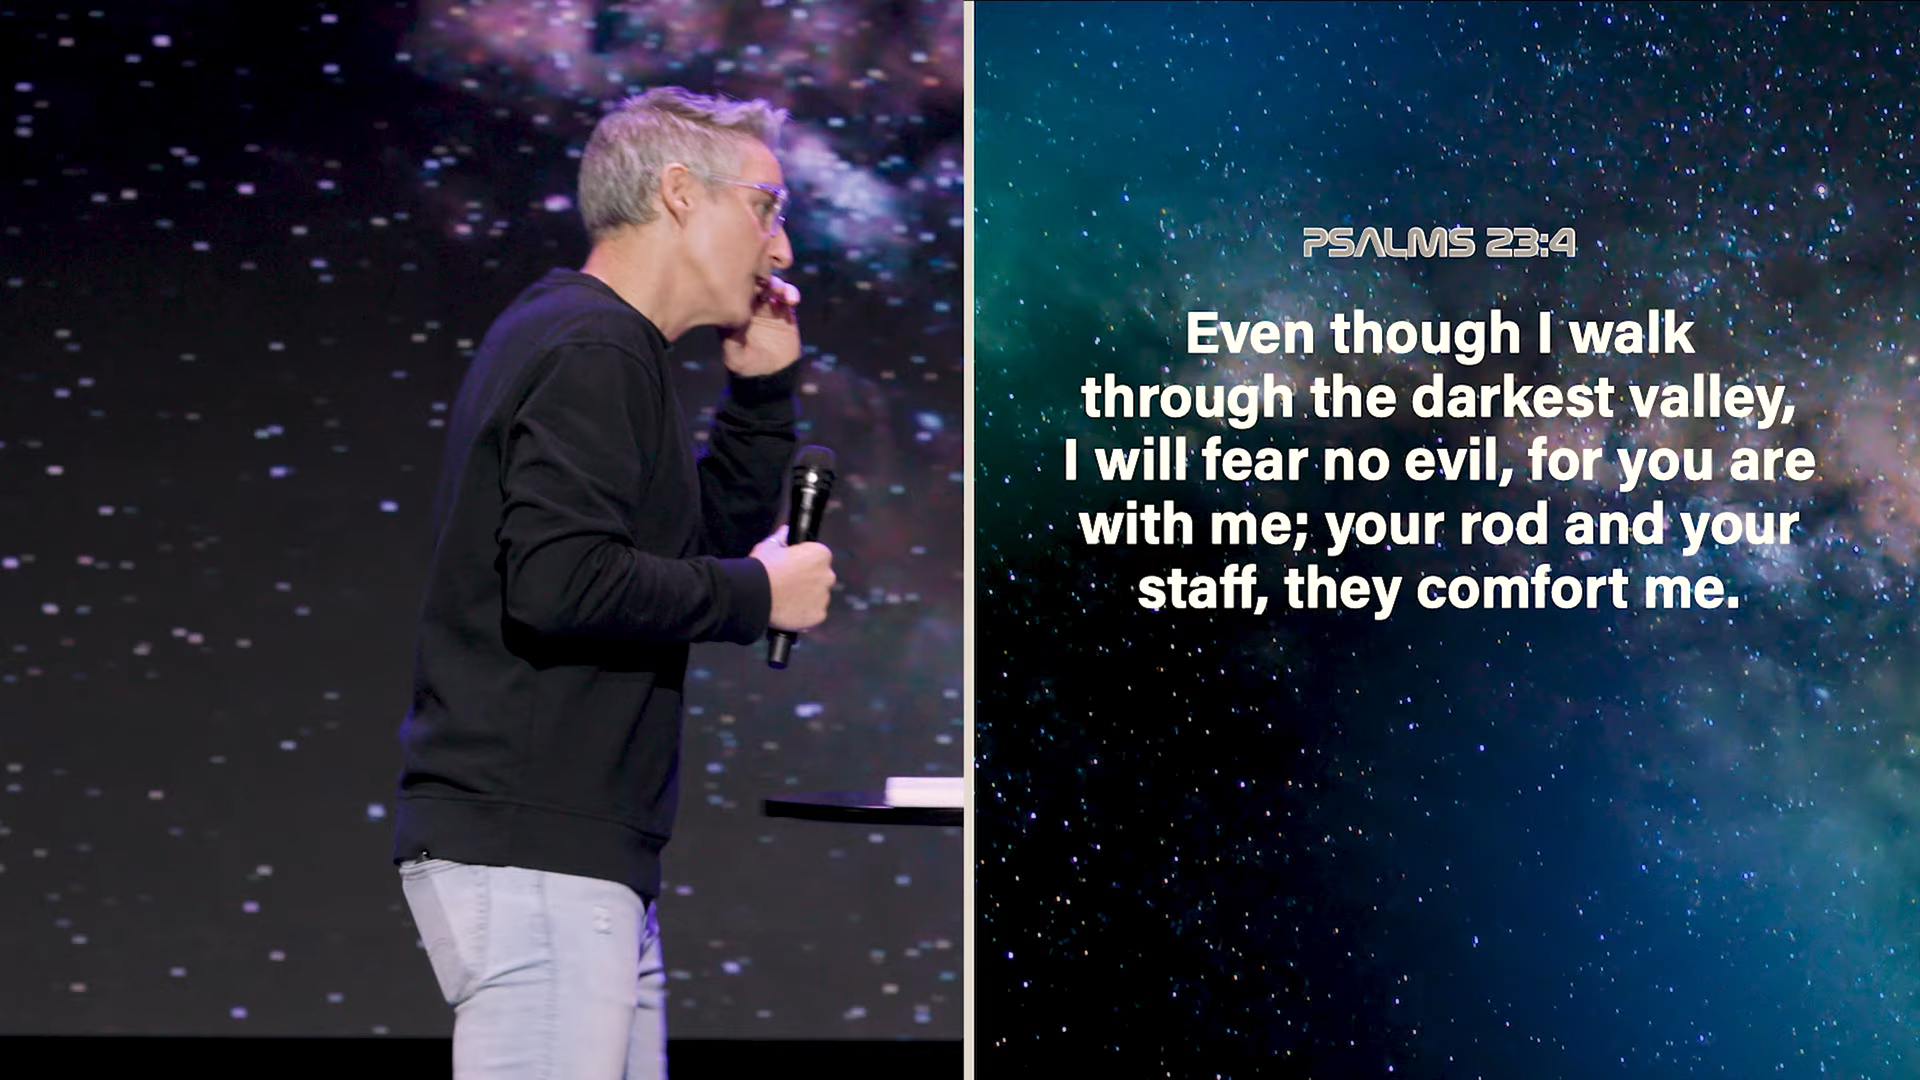 PSALMS 23:4
Even though I walk
through the darkest valley,
I will fear no evil, for you are
with me; your rod and your
staff, they comfort me.